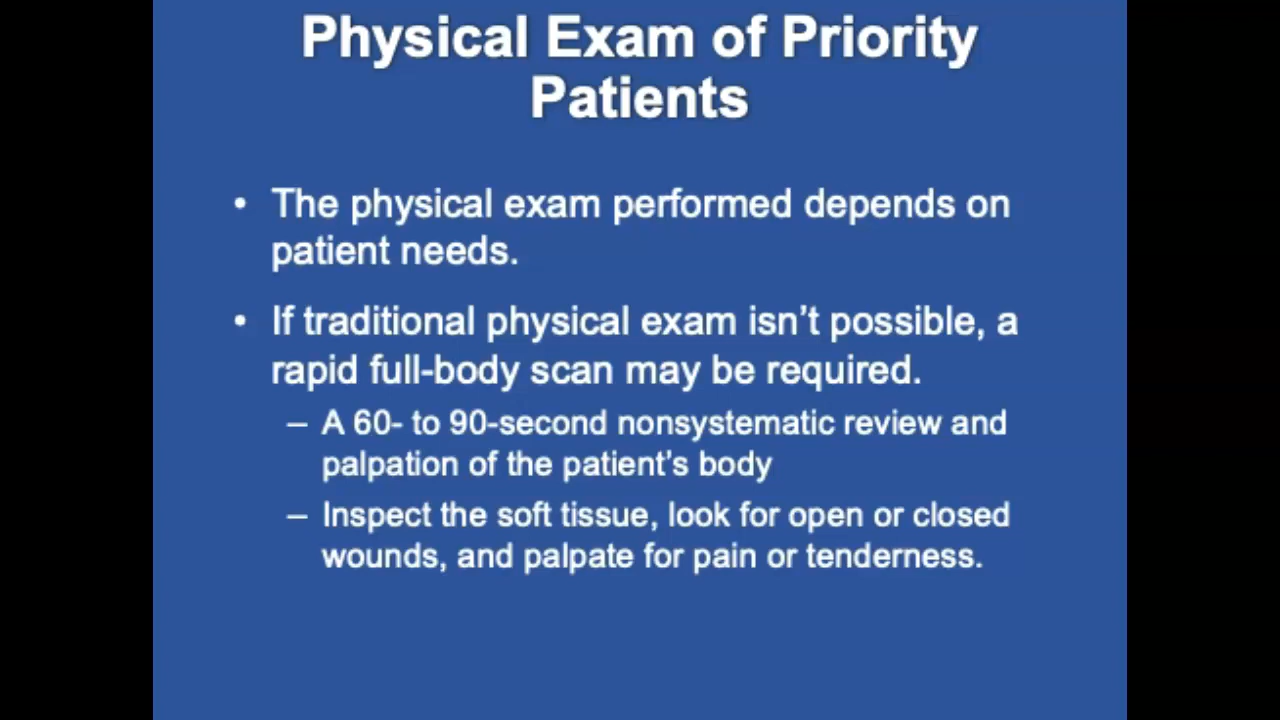 Physical Exam of Priority
Patients
• The physical exam performed depends on
patient needs.
• If traditional physical exam isn’t possible, a
rapid full-body scan may be required.
– A 60- to 90-second nonsystematic review and
palpation of the patient’s body
– Inspect the soft tissue, look for open or closed
wounds, and palpate for pain or tenderness.